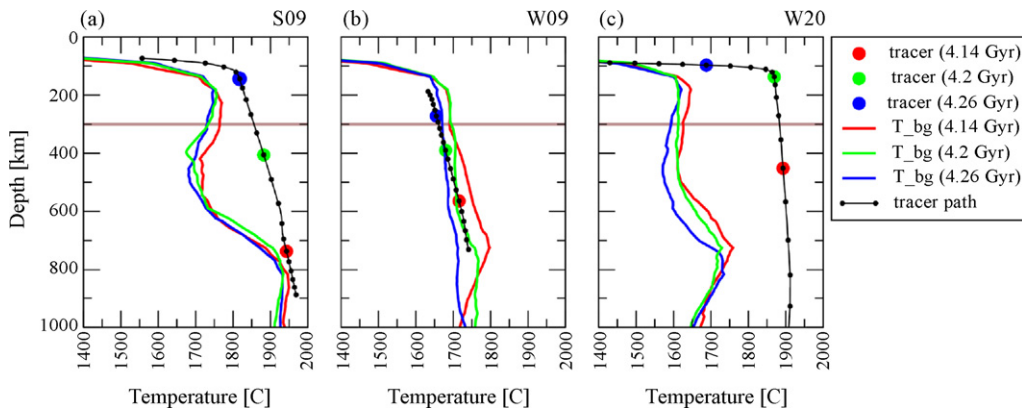 (a) S09 (b) W09 (c) W20
0
200
400
600
800
1000
Depth [km]
1400 1500 1600 1700 1800 1900 2000 1400 1500 1600 1700 1800 1900 2000 1400 1500 1600 1700 1800 1900 2000
Temperature [C] Temperature [C] Temperature [C]
tracer (4.14 Gyr)
tracer (4.2 Gyr)
tracer (4.26 Gyr)
T_bg (4.14 Gyr)
T_bg (4.2 Gyr)
T_bg (4.26 Gyr)
tracer path